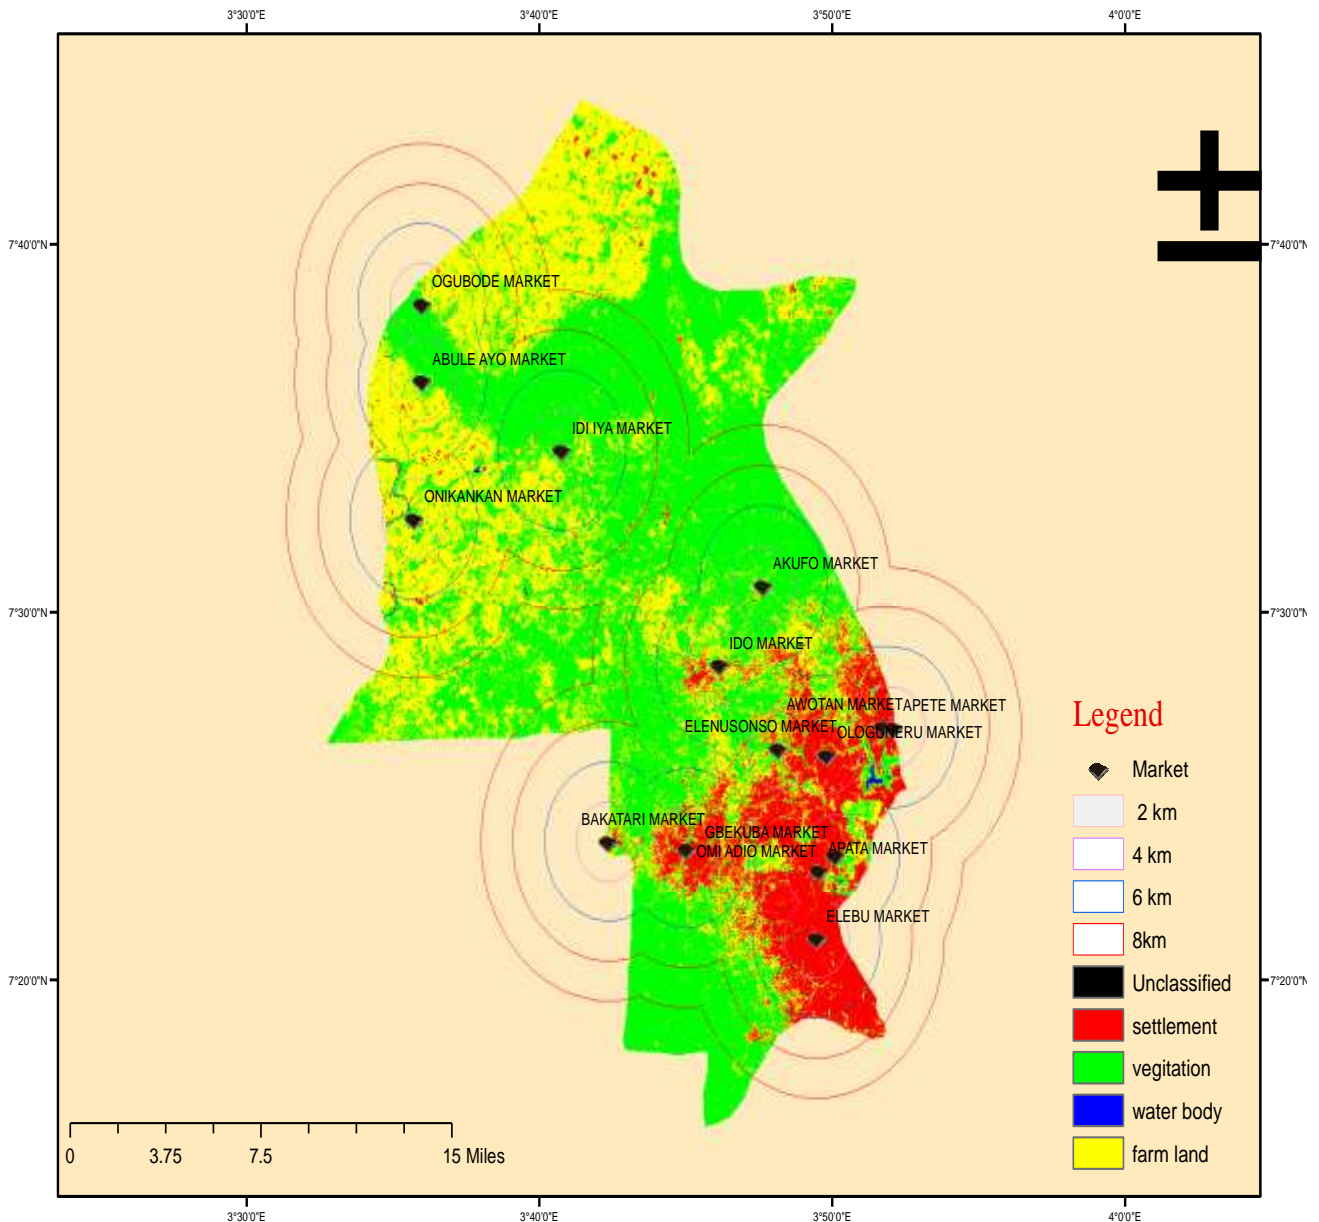 3°30'0"E 3°40'0"E 3°50'0"E 4°0'0"E
7°40'0"N 7°40'0"N
OGUBODE MARKET
ABULE AYO MARKET
IDI IYA MARKET
ONIKANKAN MARKET
AKUFO MARKET
7°30'0"N 7°30'0"N
IDO MARKET
AWOTAN MARKET APETE MARKET
ELENUSONSO MARKET OLOGUNERU MARKET
BAKATARI MARKET
GBEKUBA MARKET
OMI ADIO MARKET APATA MARKET
ELEBU MARKET
7°20'0"N 7°20'0"N
Legend
Market
2 km
4 km
6 km
8km
Unclassified
settlement
vegitation
water body
farm land
0 3.75 7.5 15 Miles
3°30'0"E 3°40'0"E 3°50'0"E 4°0'0"E